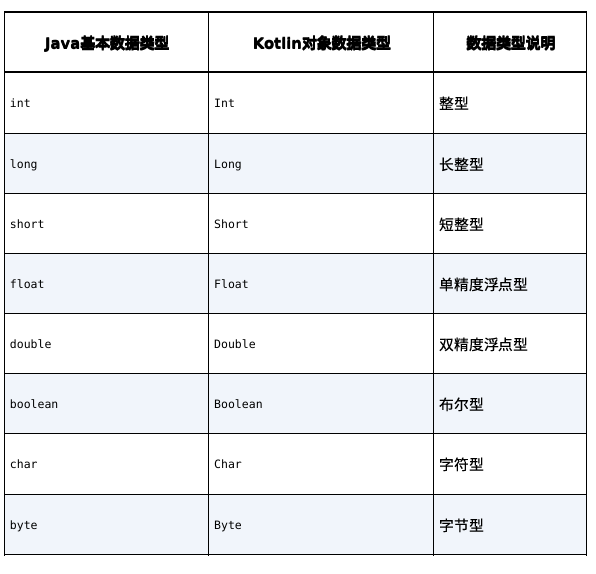 Java基本数据类型 Kotlin对象数据类型 数据类型说明
int Int 整型
long Long 长整型
short Short 短整型
float Float 单精度浮点型
double Double 双精度浮点型
boolean Boolean 布尔型
char Char 字符型
byte Byte 字节型